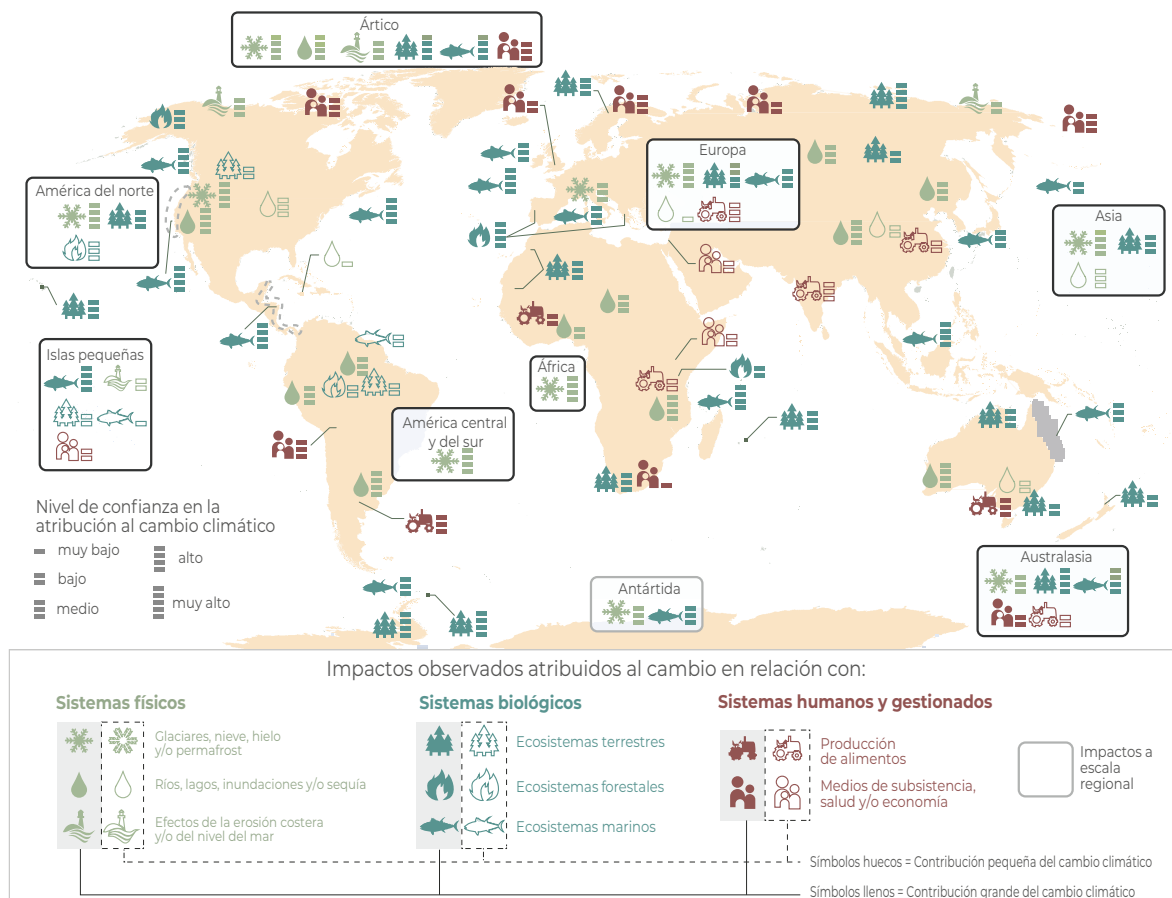 Ártico
Europa
América del norte
Asia
Islas pequeñas
África
América central
y del sur
Nivel de confianza en la
atribución al cambio climático
muy bajo
alto
bajo
medio
muy alto
Australasia
Antártida
Impactos observados atribuidos al cambio en relación con:
Sistemas físicos
Glaciares, nieve, hielo
y/o permafrost
Ríos, lagos, inundaciones y/o sequía
Efectos de la erosión costera
y/o del nivel del mar
Sistemas biológicos
Ecosistemas terrestres
Ecosistemas forestales
Ecosistemas marinos
Sistemas humanos y gestionados
Producción
de alimentos
Medios de subsistencia,
salud y/o economía
Impactos a
escala
regional
Símbolos huecos = Contribución pequeña del cambio climático
Símbolos llenos = Contribución grande del cambio climático